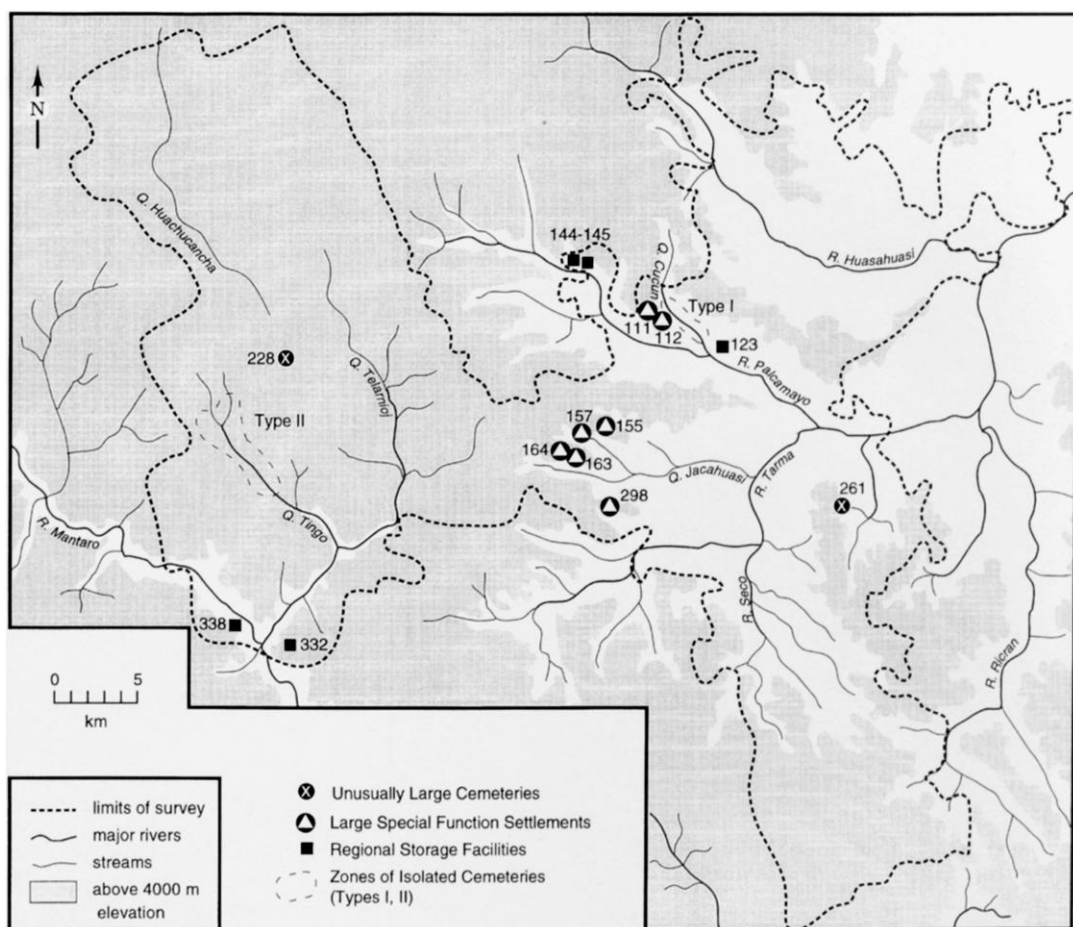 N
Q. Huachucancha
144-145
Q. Cucun
R. Huasahuasi
Type I
111
112
123
R. Palcamayo
228
Q. Telarnioj
Type II
157
155
164
163
Q. Jacahuasi
R. Tarma
261
298
Q. Tingo
R. Mantaro
R. Seco
338
332
R. Ricran
0 5
km
limits of survey
major rivers
streams
above 4000 m
elevation
Unusually Large Cemeteries
Large Special Function Settlements
Regional Storage Facilities
Zones of Isolated Cemeteries
(Types I, II)